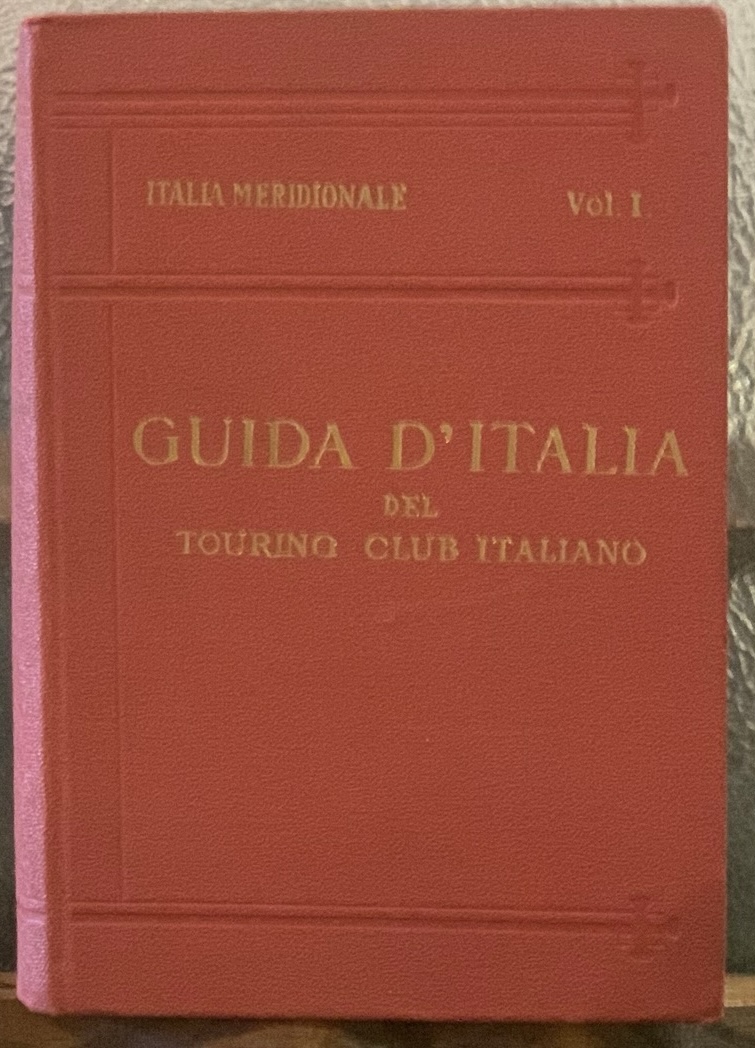 ITALIA MERIDIONALE Vol. I.
GUIDA D'ITALIA
DEL
TOURING CLUB ITALIANO